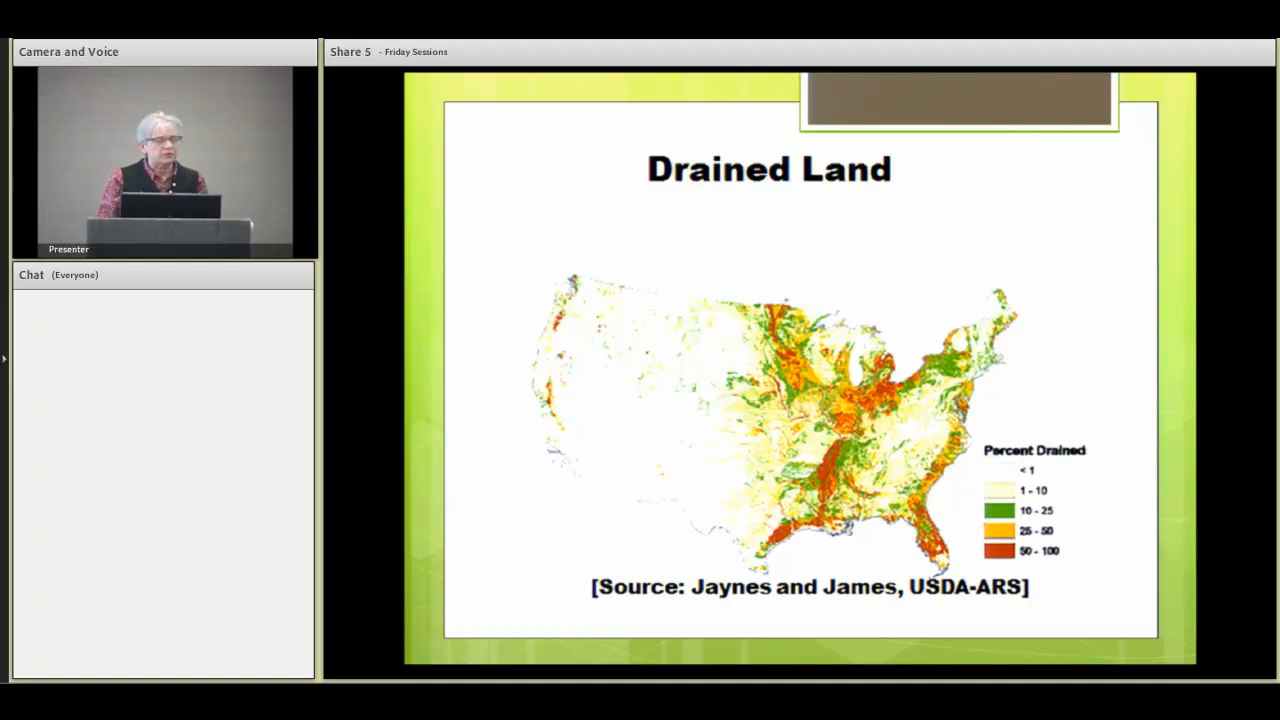 Camera and Voice
Share 5 - Friday Sessions
Presenter
Chat (Everyone)
Drained Land
Percent Drained
< 1
1 - 10
10 - 25
25 - 50
50 - 100
[Source: Jaynes and James, USDA-ARS]